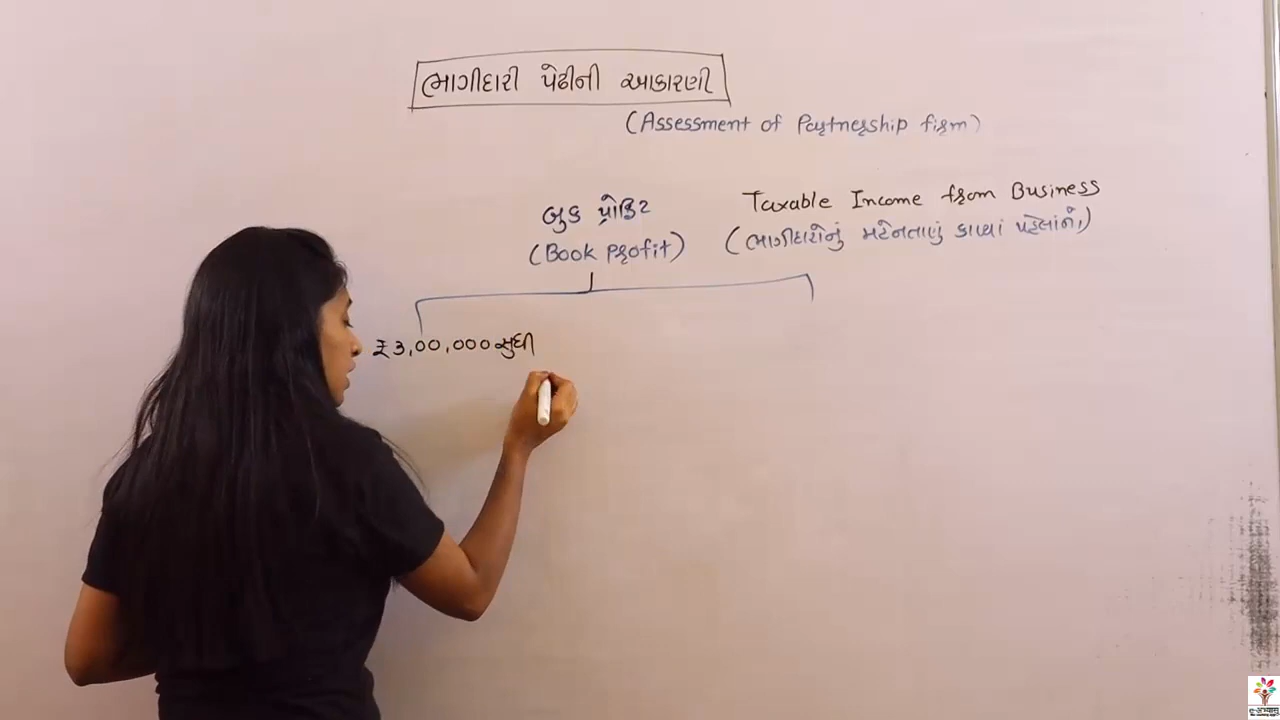 ભાગીદારી પેઢીની આકારણી
(Assessment of Partnership firm)
બુક પ્રોફિટ
(Book Profit)
Taxable Income from Business
(ભાગીદારોનું મહેનતાણું કાપ્યાં પહેલાંની)
₹3,00,000 સુધી